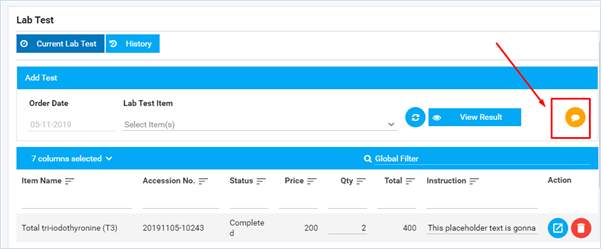 Lab Test
Current Lab Test History
Add Test
Order Date Lab Test Item
05-11-2019 Select Item(s) View Result
7 columns selected Global Filter
Item Name Accession No. Status Price Qty Total Instruction Action
Total tri-iodothyronine (T3) 20191105-10243 Complete 200 2 400 This placeholder text is gonna
d